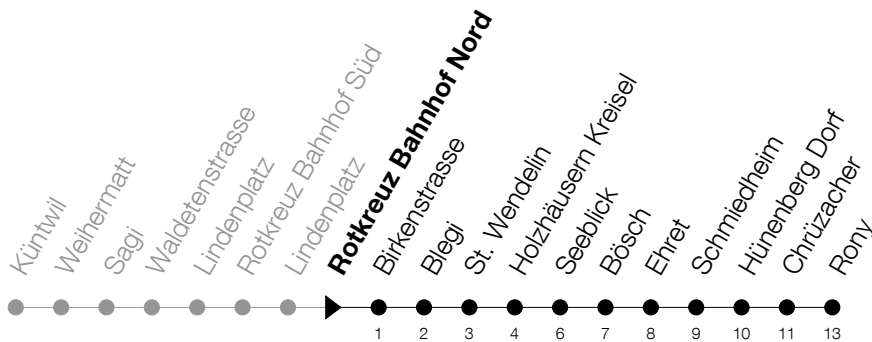 Küntwil
Weihermatt
Sagi
Waldetenstrasse
Lindenplatz
Rotkreuz Bahnhof Süd
Lindenplatz
Rotkreuz Bahnhof Nord
Birkenstrasse
Blegi
St. Wendelin
Holzhäusern Kreisel
Seeblick
Bösch
Ehret
Schmiedheim
Hünenberg Dorf
Chrüzacher
Rony
1 2 3 4 6 7 8 9 10 11 13